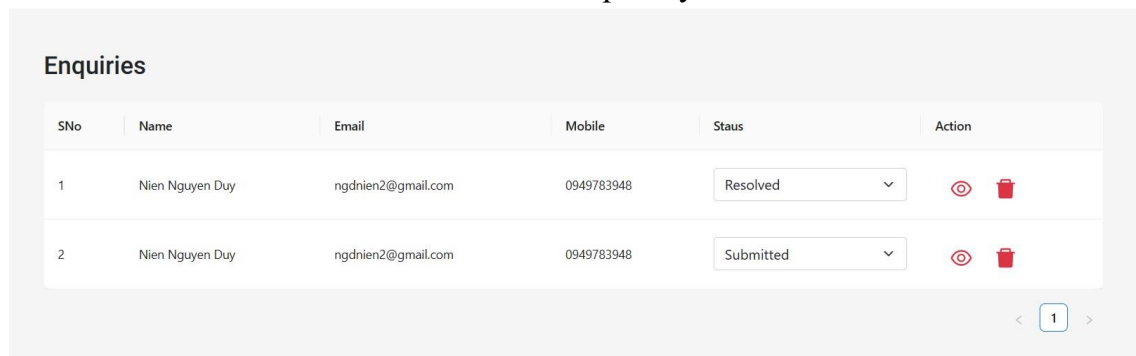 Enquiries
SNo Name Email Mobile Staus Action
1 Nien Nguyen Duy ngdnien2@gmail.com 0949783948 Resolved
2 Nien Nguyen Duy ngdnien2@gmail.com 0949783948 Submitted
< 1 >